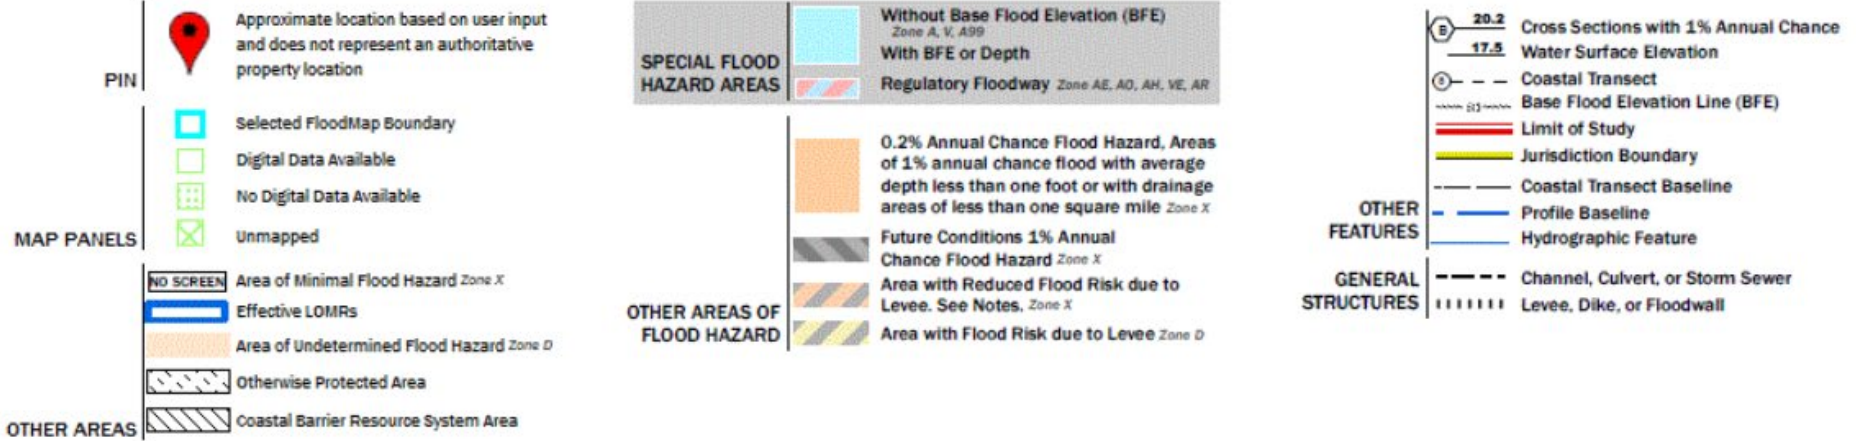 PIN
Approximate location based on user input
and does not represent an authoritative
property location
MAP PANELS
Selected FloodMap Boundary
Digital Data Available
No Digital Data Available
Unmapped
OTHER AREAS
NO SCREEN Area of Minimal Flood Hazard Zone X
Effective LOMRs
Area of Undetermined Flood Hazard Zone D
Otherwise Protected Area
Coastal Barrier Resource System Area
SPECIAL FLOOD
HAZARD AREAS
Without Base Flood Elevation (BFE)
Zone A, V, A99
With BFE or Depth
Regulatory Floodway Zone AE, AO, AH, VE, AR
OTHER AREAS OF
FLOOD HAZARD
0.2% Annual Chance Flood Hazard, Areas
of 1% annual chance flood with average
depth less than one foot or with drainage
areas of less than one square mile Zone X
Future Conditions 1% Annual
Chance Flood Hazard Zone X
Area with Reduced Flood Risk due to
Levee. See Notes. Zone X
Area with Flood Risk due to Levee Zone D
OTHER
FEATURES
20.2 Cross Sections with 1% Annual Chance
17.5 Water Surface Elevation
Coastal Transect
Base Flood Elevation Line (BFE)
Limit of Study
Jurisdiction Boundary
Coastal Transect Baseline
Profile Baseline
Hydrographic Feature
GENERAL
STRUCTURES
Channel, Culvert, or Storm Sewer
Levee, Dike, or Floodwall